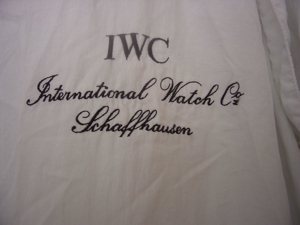 IWC
International Watch Co.
Schaffhausen